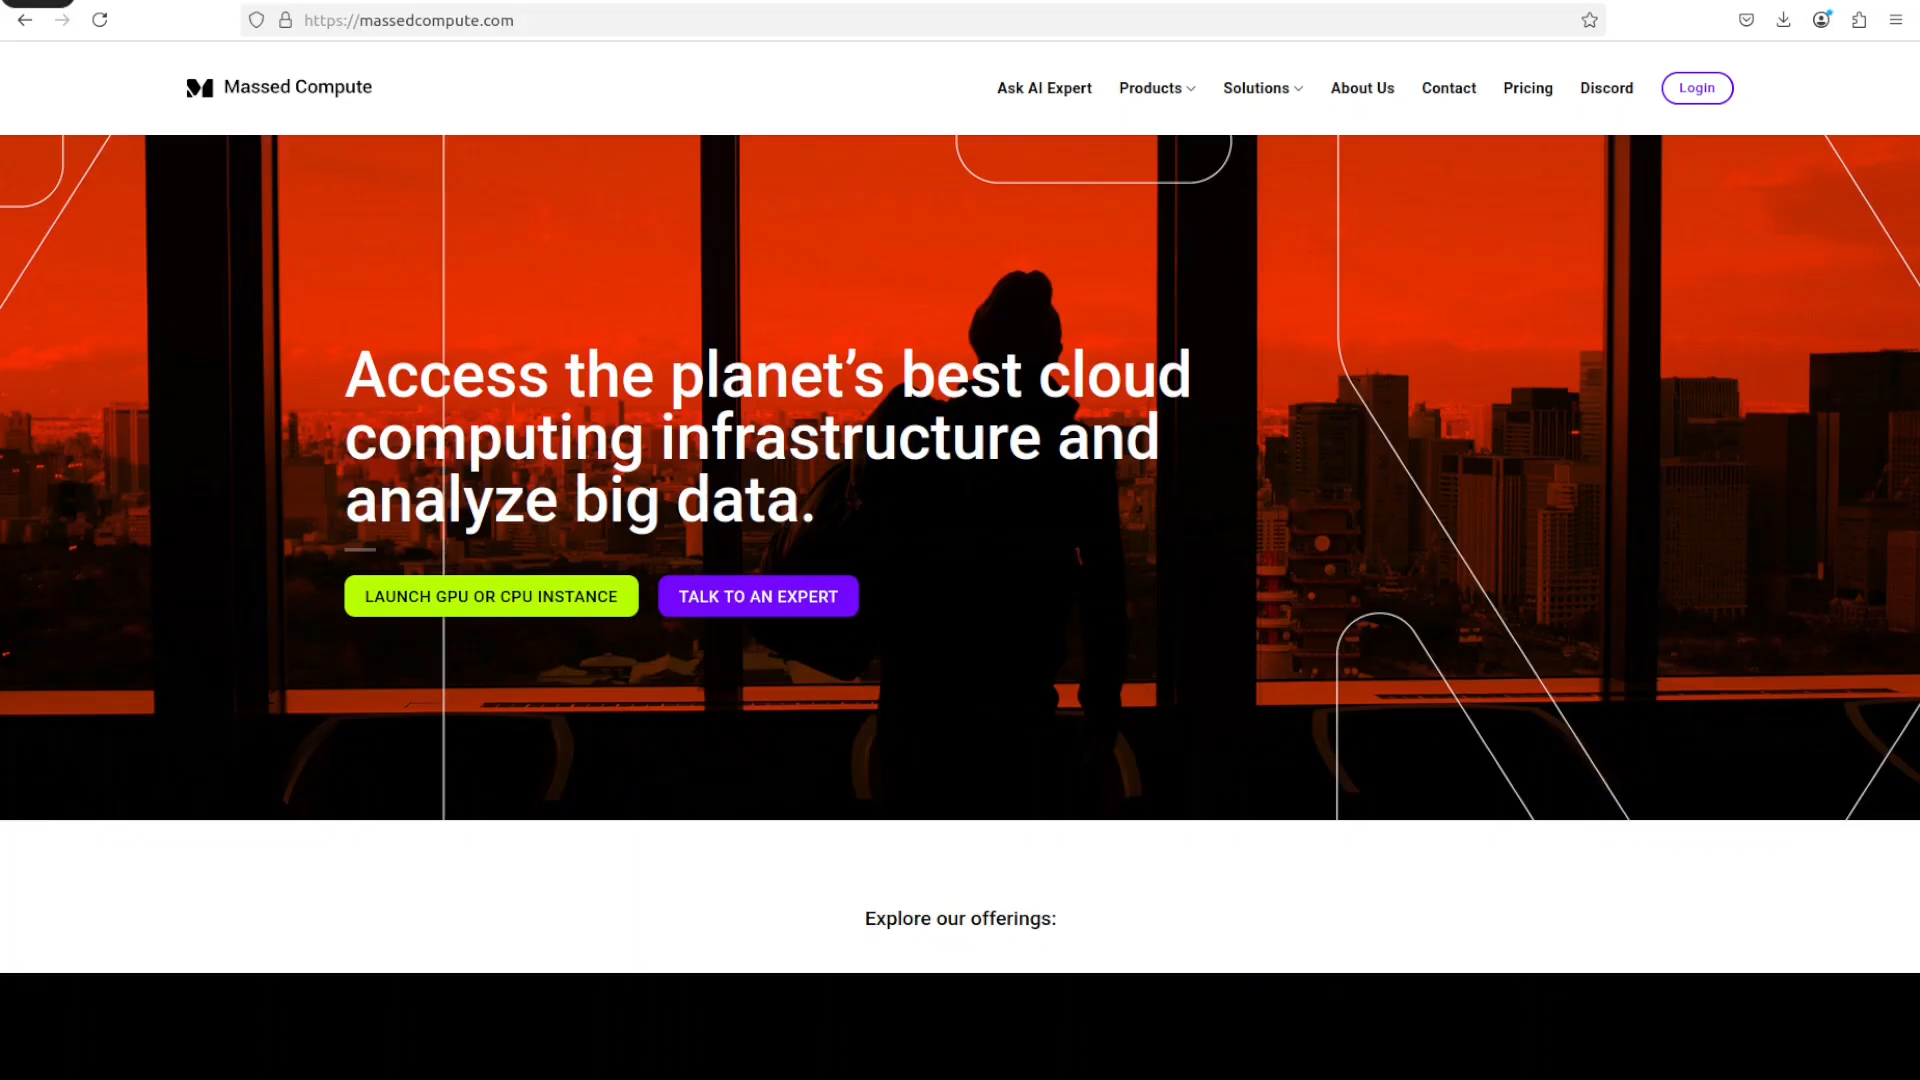 https://massedcompute.com
Massed Compute
Ask AI Expert
Products
Solutions
About Us
Contact
Pricing
Discord
Login
Access the planet’s best cloud
computing infrastructure and
analyze big data.
LAUNCH GPU OR CPU INSTANCE
TALK TO AN EXPERT
Explore our offerings: